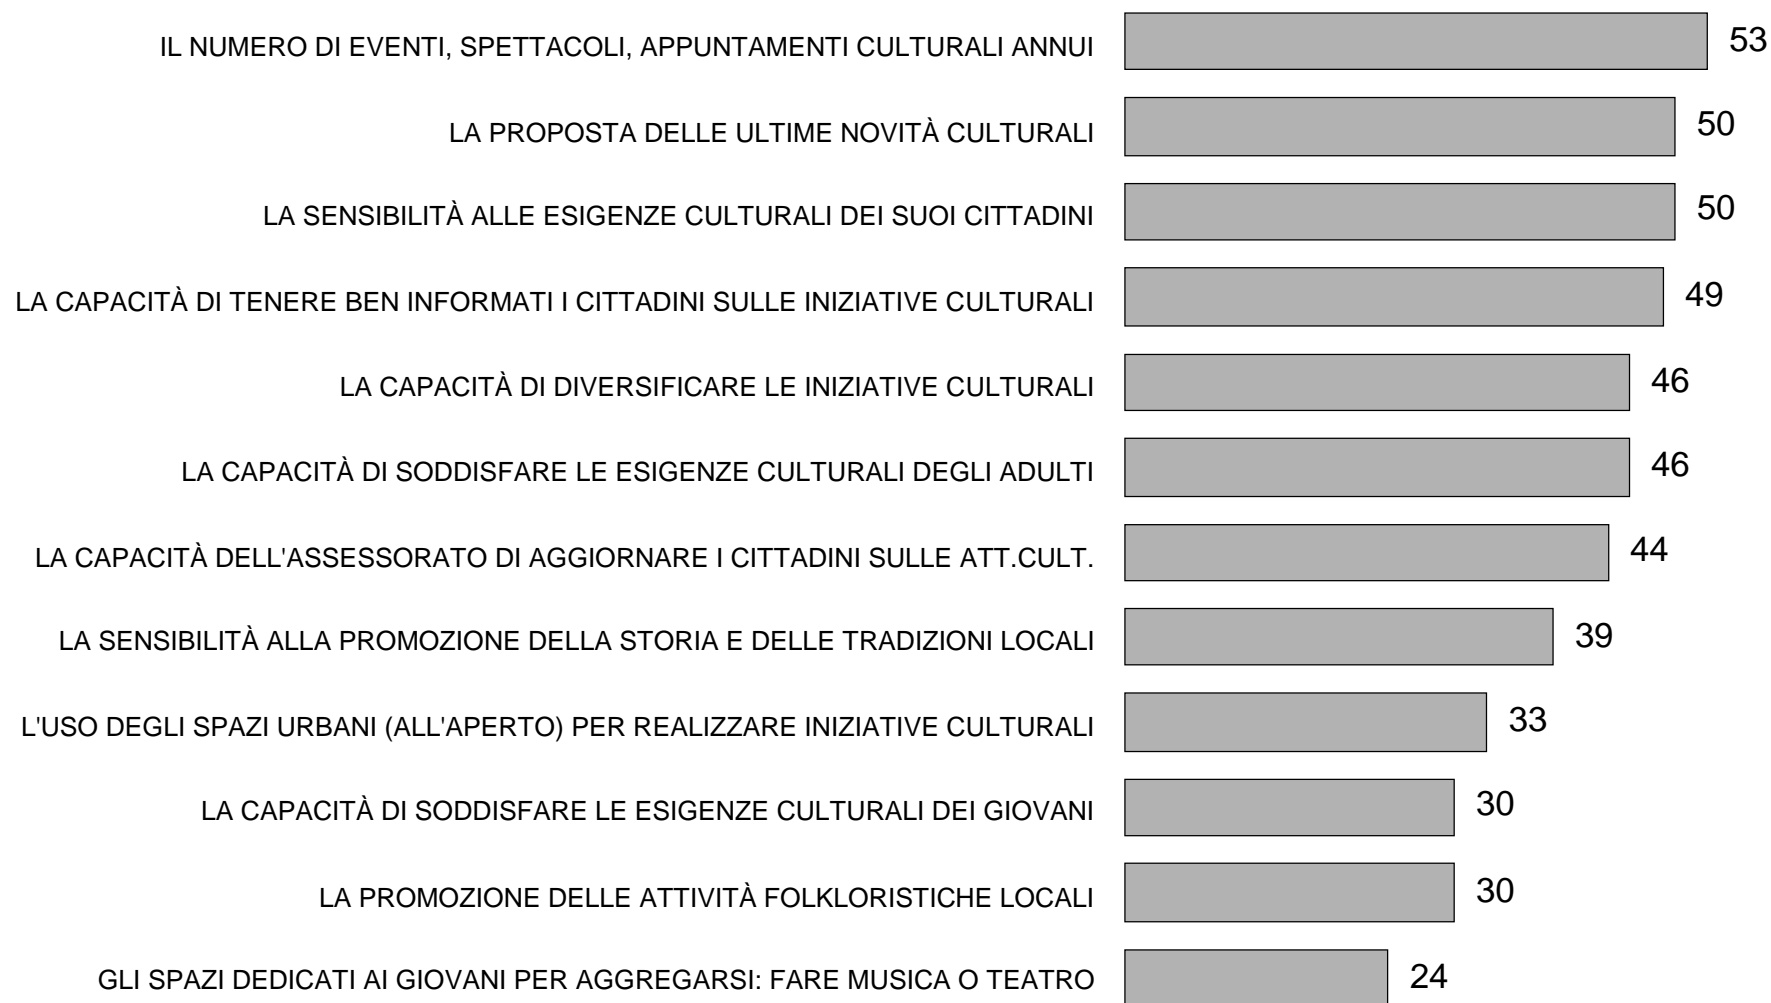 IL NUMERO DI EVENTI, SPETTACOLI, APPUNTAMENTI CULTURALI ANNUI 53
LA PROPOSTA DELLE ULTIME NOVITÀ CULTURALI 50
LA SENSIBILITÀ ALLE ESIGENZE CULTURALI DEI SUOI CITTADINI 50
LA CAPACITÀ DI TENERE BEN INFORMATI I CITTADINI SULLE INIZIATIVE CULTURALI 49
LA CAPACITÀ DI DIVERSIFICARE LE INIZIATIVE CULTURALI 46
LA CAPACITÀ DI SODDISFARE LE ESIGENZE CULTURALI DEGLI ADULTI 46
LA CAPACITÀ DELL'ASSESSORATO DI AGGIORNARE I CITTADINI SULLE ATT.CULT. 44
LA SENSIBILITÀ ALLA PROMOZIONE DELLA STORIA E DELLE TRADIZIONI LOCALI 39
L'USO DEGLI SPAZI URBANI (ALL'APERTO) PER REALIZZARE INIZIATIVE CULTURALI 33
LA CAPACITÀ DI SODDISFARE LE ESIGENZE CULTURALI DEI GIOVANI 30
LA PROMOZIONE DELLE ATTIVITÀ FOLKLORISTICHE LOCALI 30
GLI SPAZI DEDICATI AI GIOVANI PER AGGREGARSI: FARE MUSICA O TEATRO 24